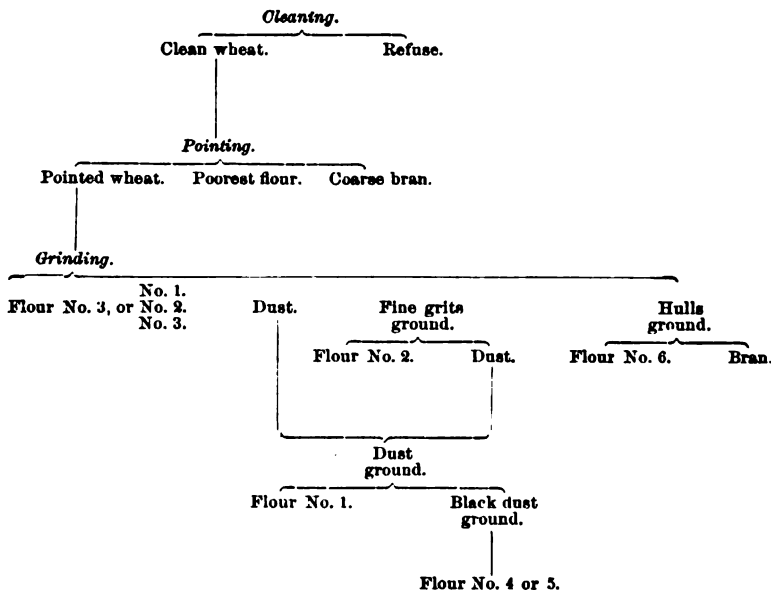 Cleaning.
Clean wheat. Refuse.
Pointing.
Pointed wheat. Poorest flour. Coarse bran.
Grinding.
No. 1.
Flour No. 3, or No. 2. Dust. Fine grits Hulls
No. 3. ground. ground.
Flour No. 2. Dust. Flour No. 6. Bran.
Dust
ground.
Flour No. 1. Black dust
ground.
Flour No. 4 or 5.